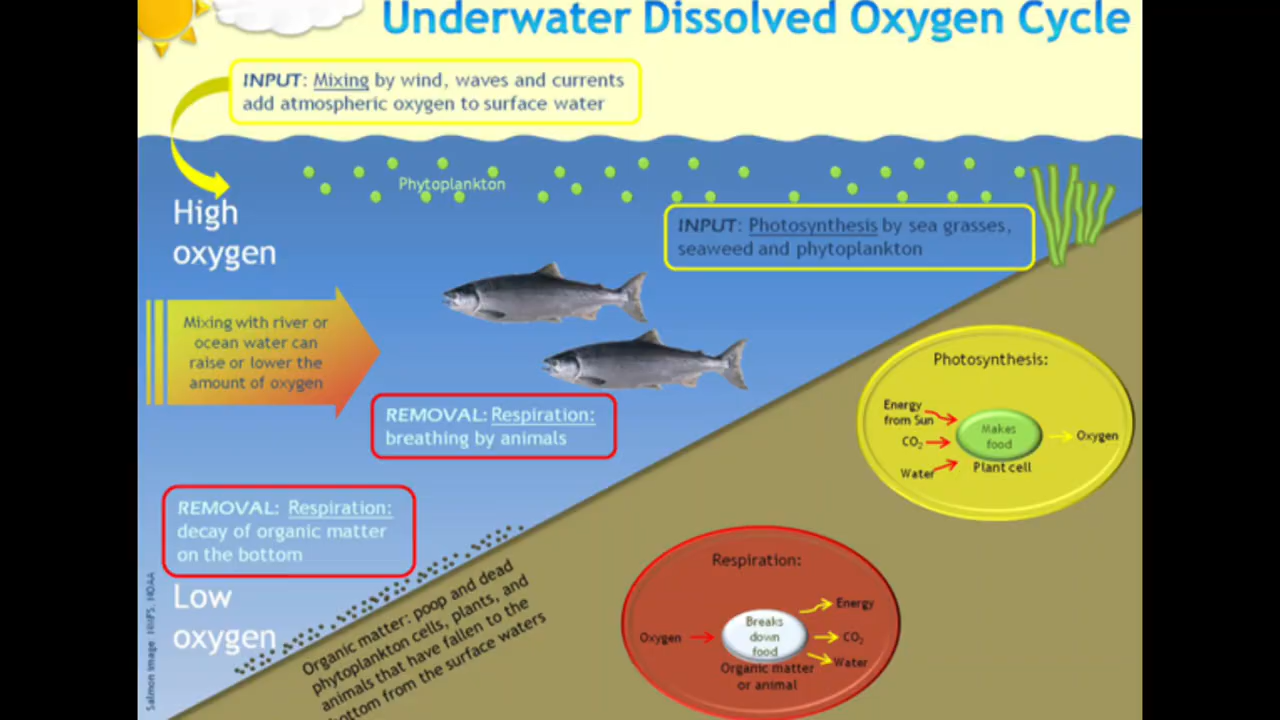 Underwater Dissolved Oxygen Cycle
INPUT: Mixing by wind, waves and currents
add atmospheric oxygen to surface water
Phytoplankton
High
oxygen
INPUT: Photosynthesis by sea grasses,
seaweed and phytoplankton
Mixing with river or
ocean water can
raise or lower the
amount of oxygen
REMOVAL: Respiration:
breathing by animals
Photosynthesis:
Energy
from Sun
CO₂
Water
Makes
food
Plant cell
Oxygen
REMOVAL: Respiration:
decay of organic matter
on the bottom
Low
oxygen
Organic matter: poop and dead
phytoplankton cells, plants, and
animals that have fallen to the
bottom from the surface waters
Respiration:
Oxygen
Breaks
down
food
Organic matter
or animal
Energy
CO₂
Water
Salmon image: NMFS, NOAA